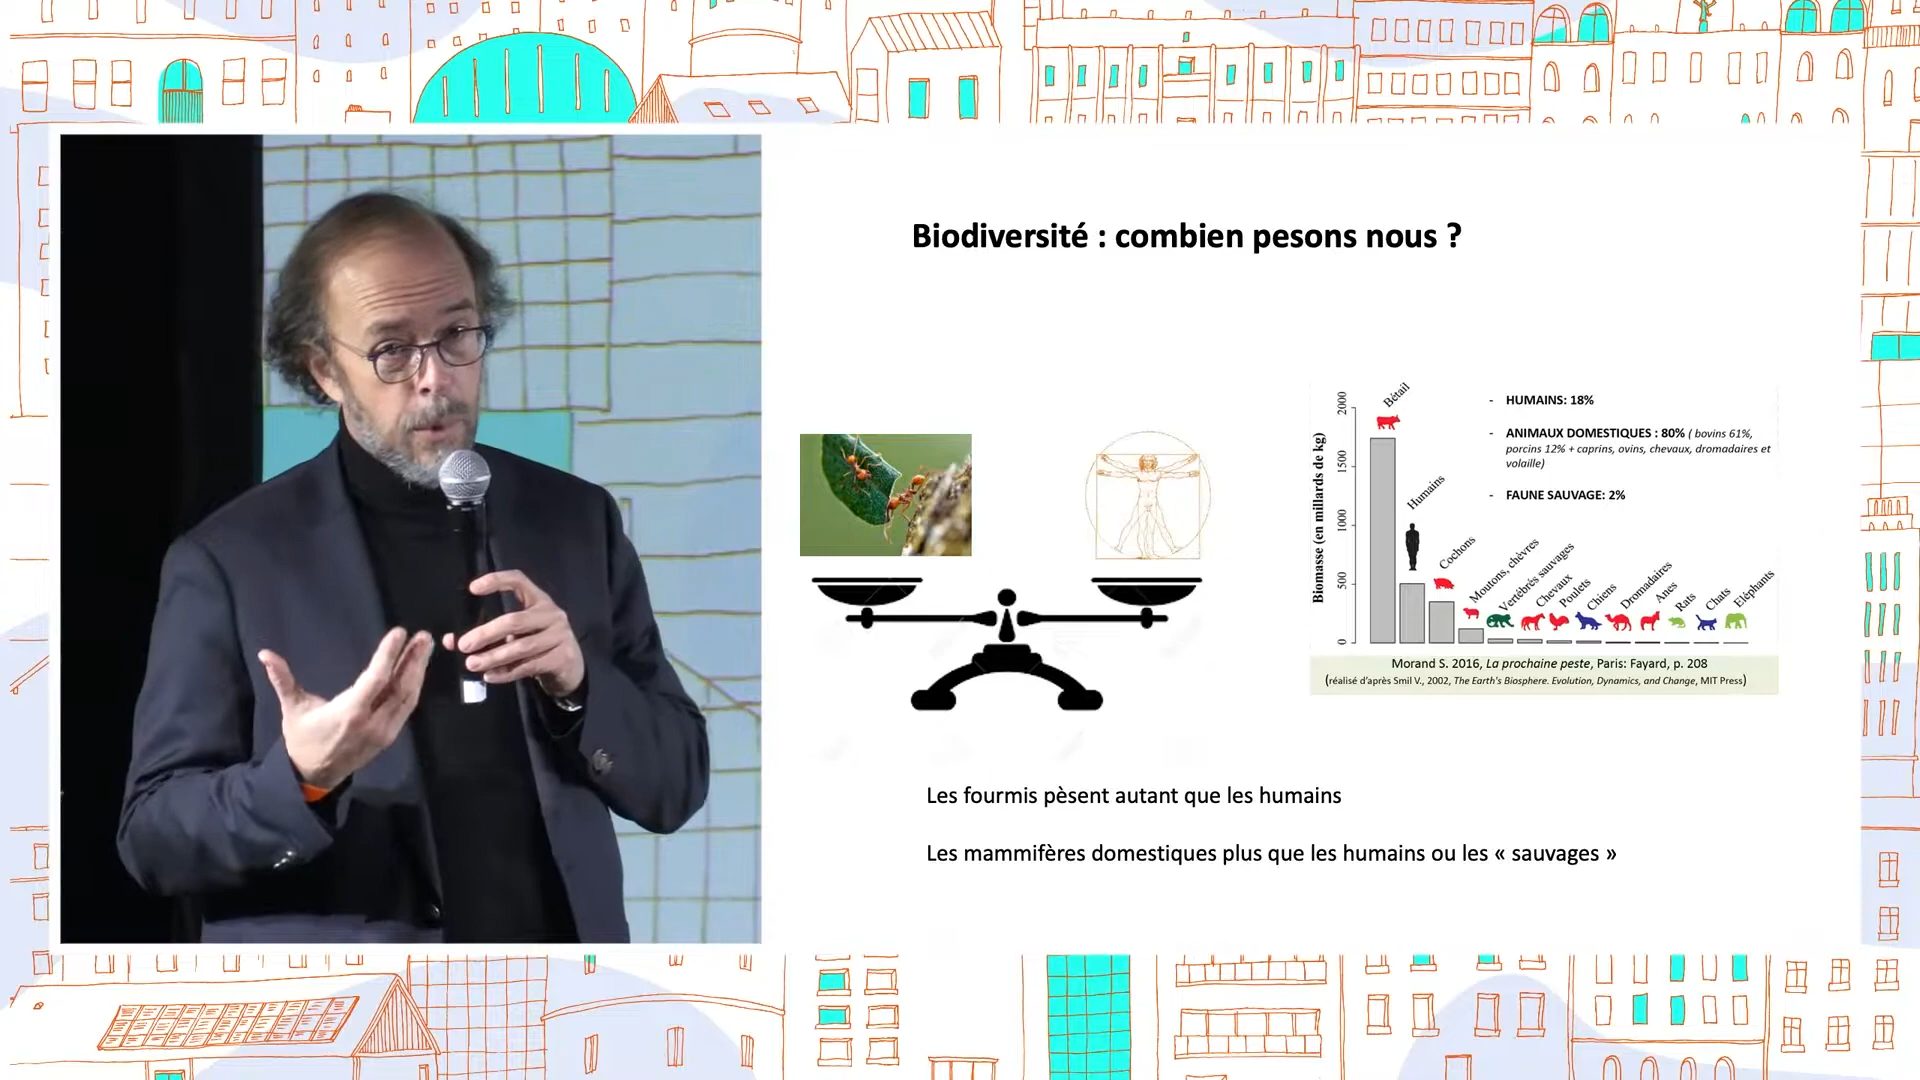 Biodiversité : combien pesons nous ?
Biomasse (en milliards de kg)
2000
1500
1000
500
0
Bétail
Humains
Cochons
Moutons, chèvres
Vertébrés sauvages
Chevaux
Poulets
Chiens
Dromadaires
Anes
Rats
Chats
Eléphants
- HUMAINS: 18%
- ANIMAUX DOMESTIQUES : 80% ( bovins 61%,
porcins 12% + caprins, ovins, chevaux, dromadaires et
volaille)
- FAUNE SAUVAGE: 2%
Morand S. 2016, La prochaine peste, Paris: Fayard, p. 208
(réalisé d'après Smil V., 2002, The Earth's Biosphere. Evolution, Dynamics, and Change, MIT Press)
Les fourmis pèsent autant que les humains
Les mammifères domestiques plus que les humains ou les « sauvages »